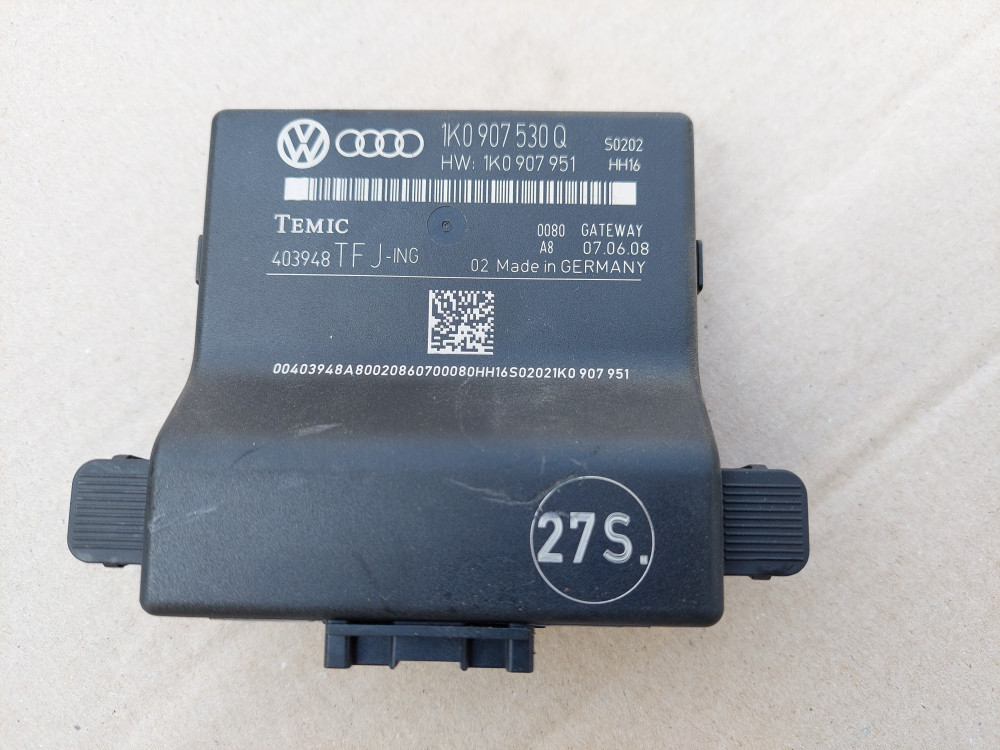 1K0 907 530 Q S0202
HW: 1K0 907 951 HH16
TEMIC 0080 GATEWAY
A8 07.06.08
403948 TFJ-ING 02 Made in GERMANY
00403948A80020860700080HH16S02021K0 907 951
27S.